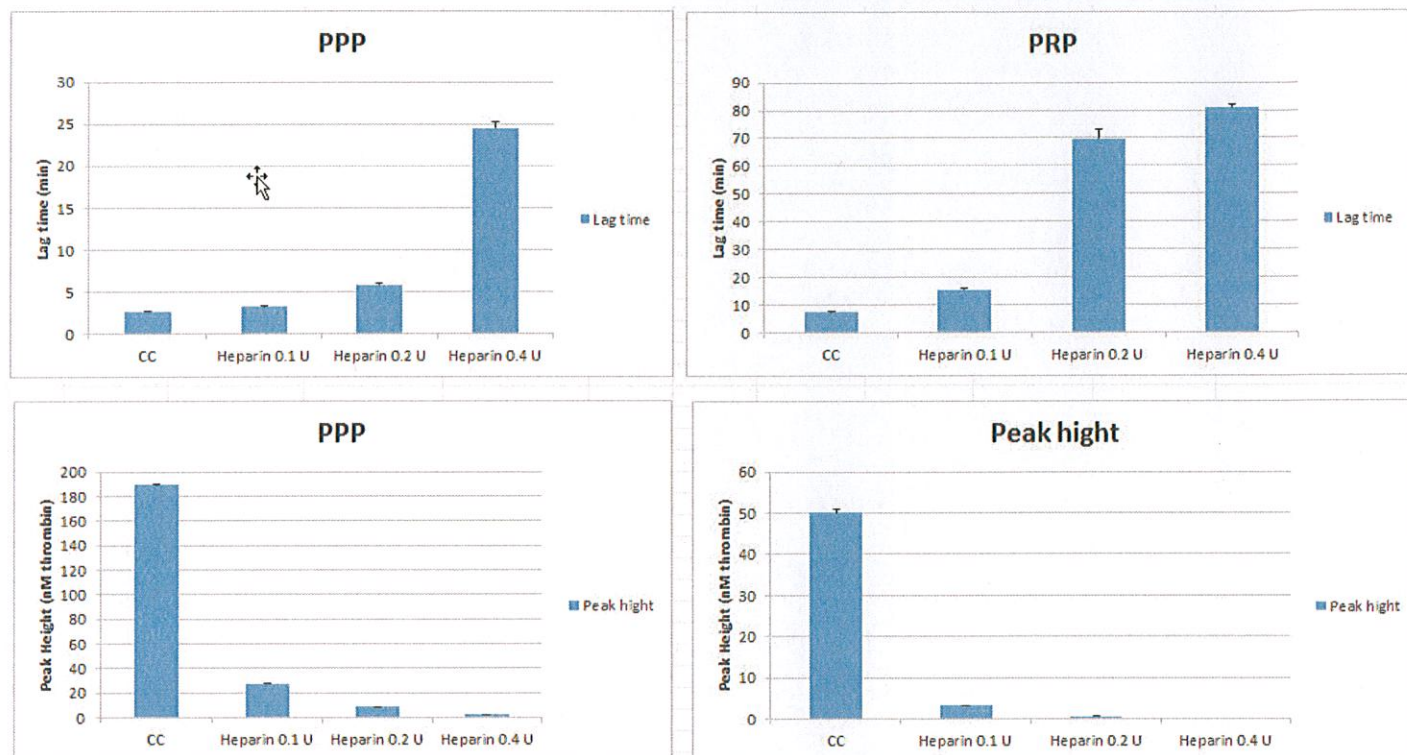 PPP
30
25
20
15
10
5
0
Lag time (min)
CC Heparin 0.1 U Heparin 0.2 U Heparin 0.4 U
Lag time
PRP
90
80
70
60
50
40
30
20
10
0
Lag time (min)
CC Heparin 0.1 U Heparin 0.2 U Heparin 0.4 U
Lag time
PPP
200
180
160
140
120
100
80
60
40
20
0
Peak Height (nM thrombin)
CC Heparin 0.1 U Heparin 0.2 U Heparin 0.4 U
Peak hight
Peak hight
60
50
40
30
20
10
0
Peak Height (nM thrombin)
CC Heparin 0.1 U Heparin 0.2 U Heparin 0.4 U
Peak hight